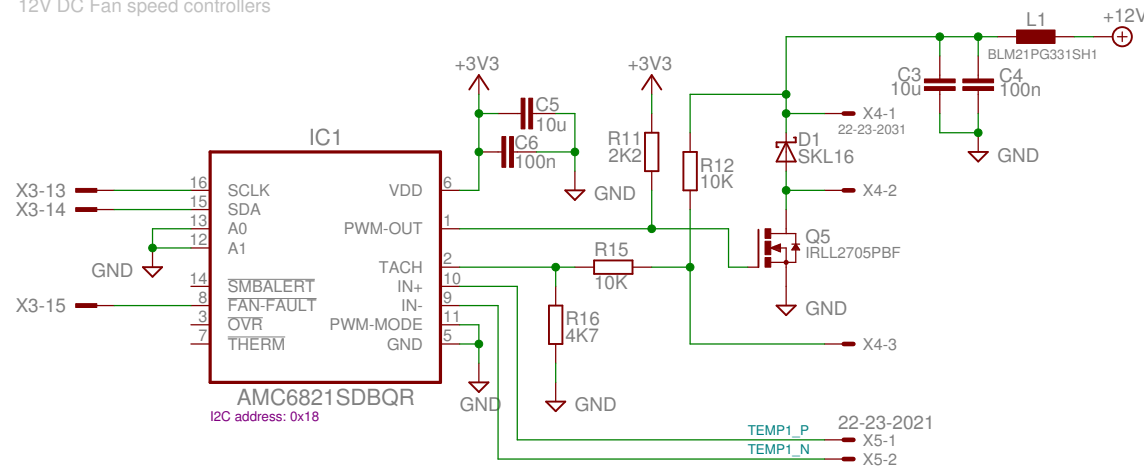 12V DC Fan speed controllers
L1
+12V
BLM21PG331SH1
+3V3
+3V3
C3
10u
C4
100n
C5
10u
C6
100n
GND
GND
R11
2K2
R12
10K
X4-1
22-23-2031
D1
SKL16
X4-2
Q5
IRLL2705PBF
GND
X4-3
IC1
X3-13
16
SCLK
VDD
6
X3-14
15
SDA
13
A0
PWM-OUT
1
12
A1
GND
TACH
2
14
SMBALERT
IN+
10
X3-15
8
FAN-FAULT
IN-
9
3
OVR
PWM-MODE
11
7
THERM
GND
5
R15
10K
R16
4K7
GND
GND
AMC6821SDBQR
I2C address: 0x18
22-23-2021
TEMP1_P
X5-1
TEMP1_N
X5-2